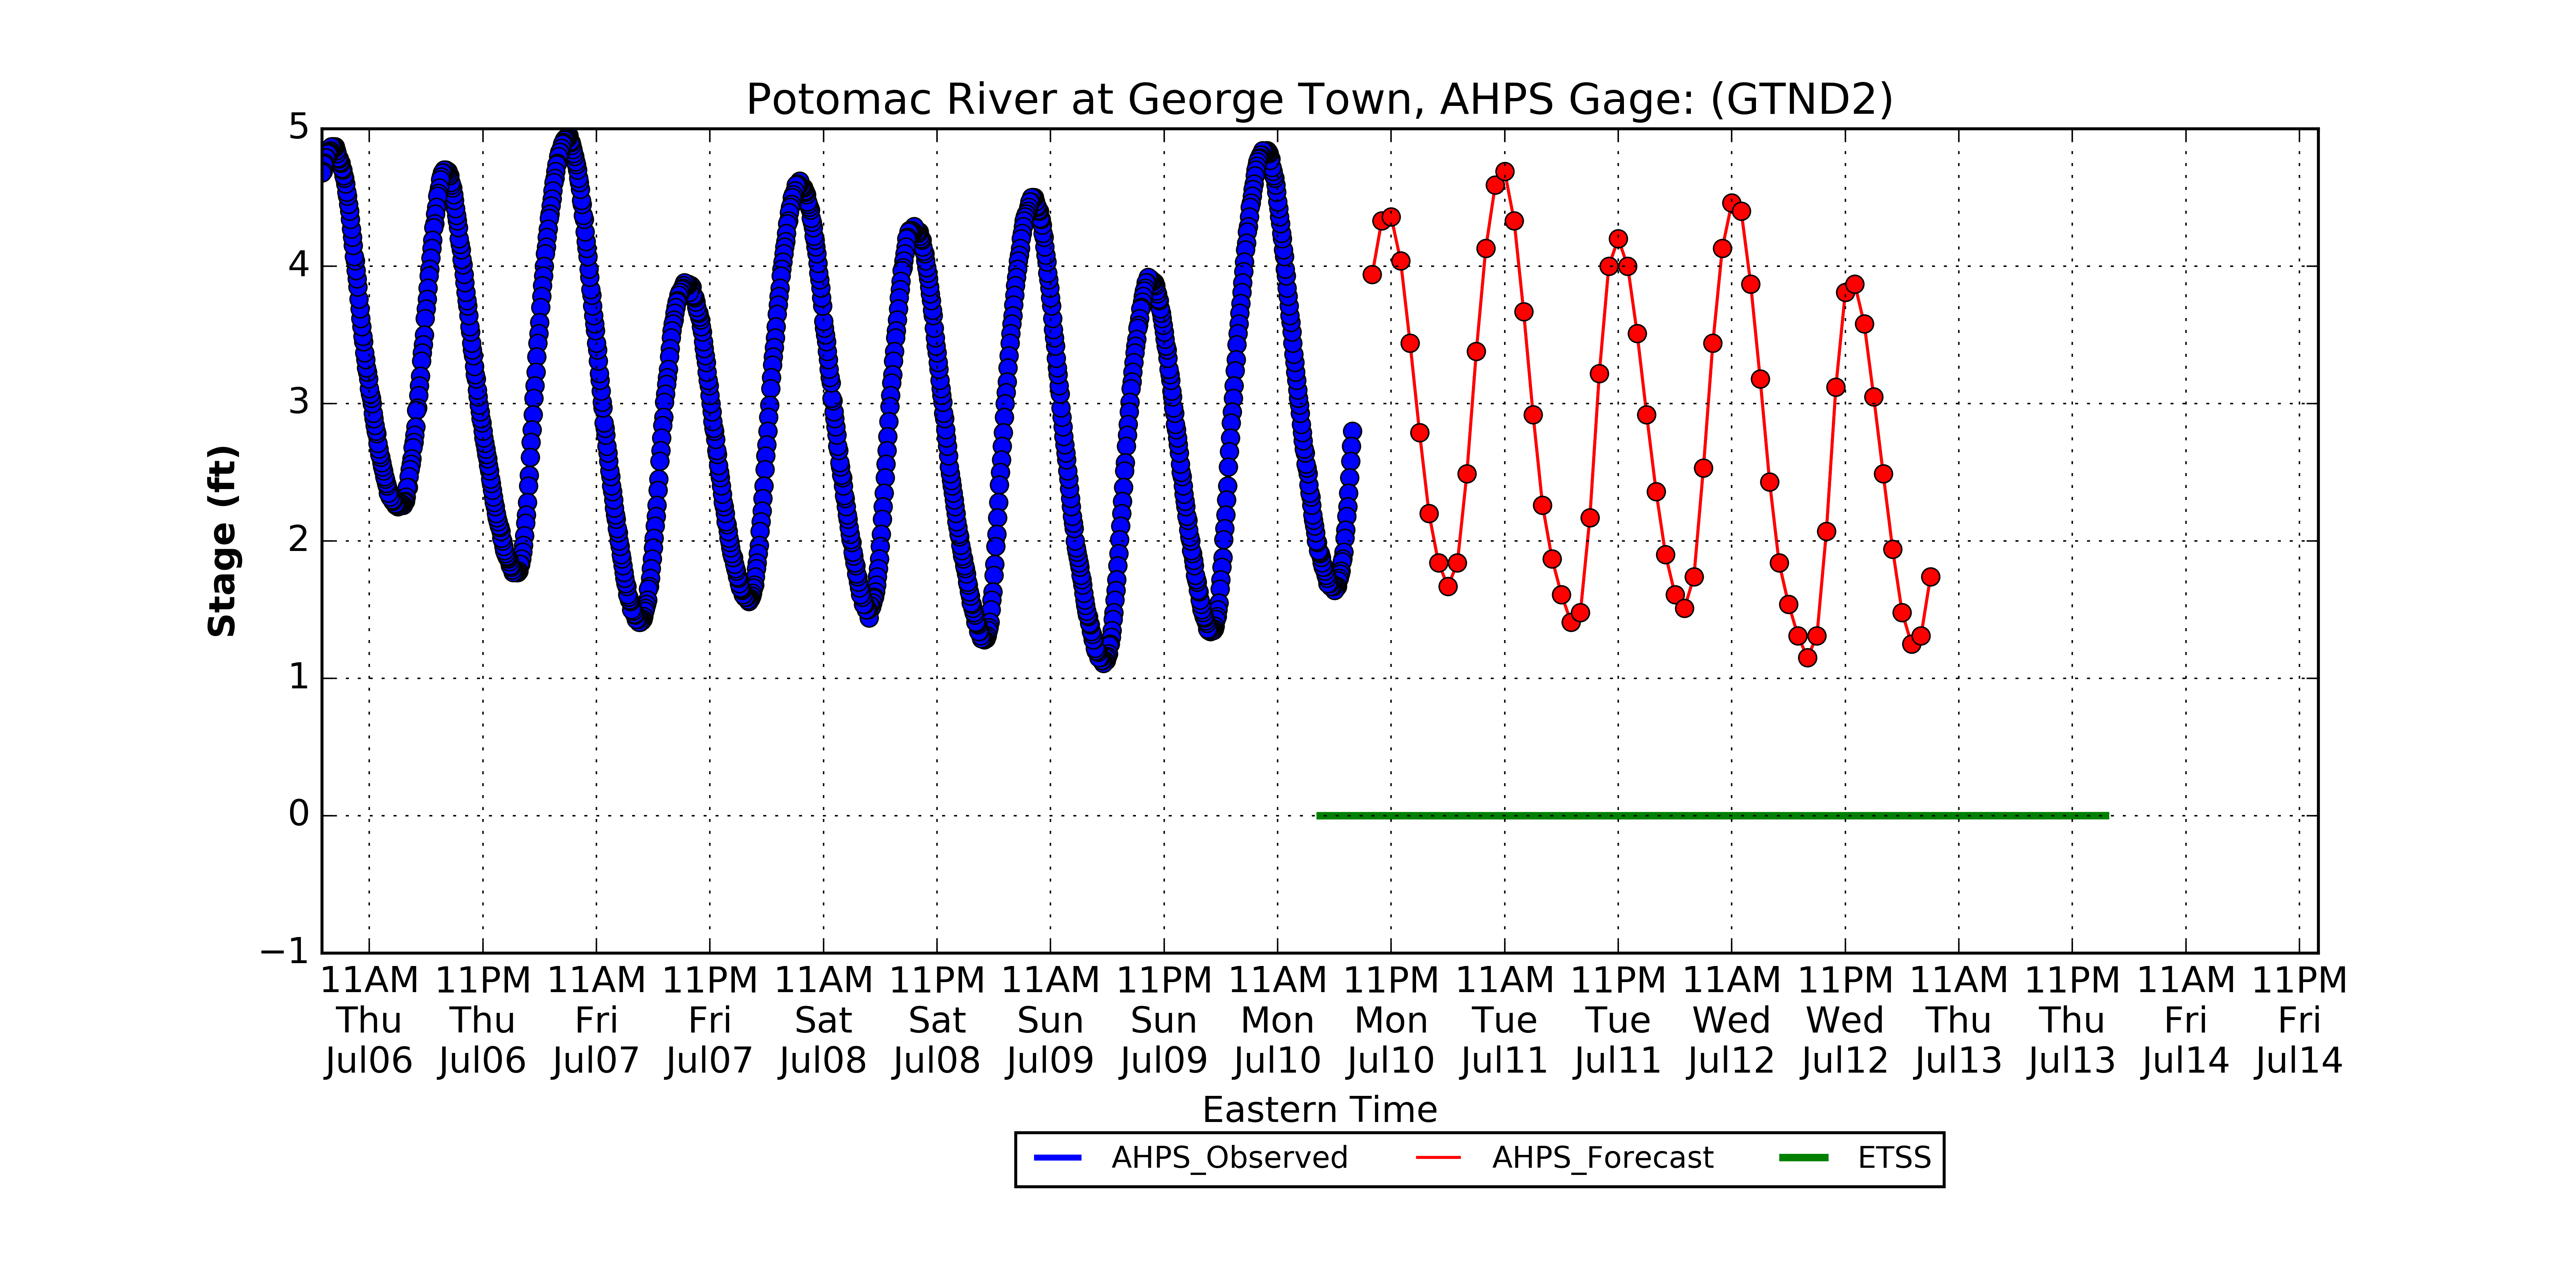 Potomac River at George Town, AHPS Gage: (GTND2)
5
4
3
2
1
0
−1
Stage (ft)
11AM 11PM 11AM 11PM 11AM 11PM 11AM 11PM 11AM 11PM 11AM 11PM 11AM 11PM 11AM 11PM 11AM 11PM
Thu Thu Fri Fri Sat Sat Sun Sun Mon Mon Tue Tue Wed Wed Thu Thu Fri Fri
Jul06 Jul06 Jul07 Jul07 Jul08 Jul08 Jul09 Jul09 Jul10 Jul10 Jul11 Jul11 Jul12 Jul12 Jul13 Jul13 Jul14 Jul14
Eastern Time
AHPS_Observed AHPS_Forecast ETSS